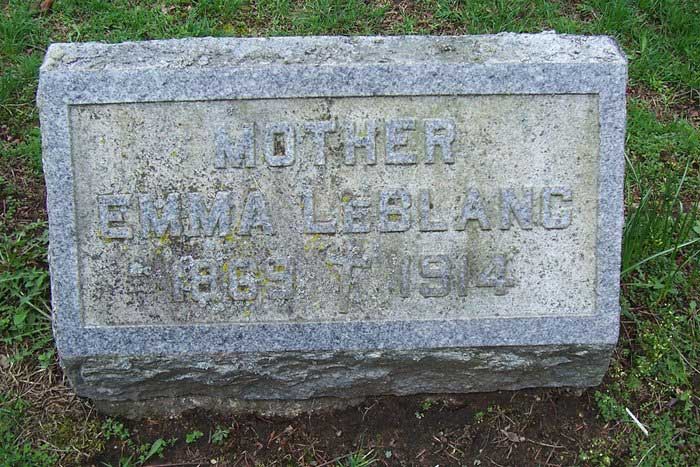 MOTHER
EMMA LEBLANC
1869 † 1914